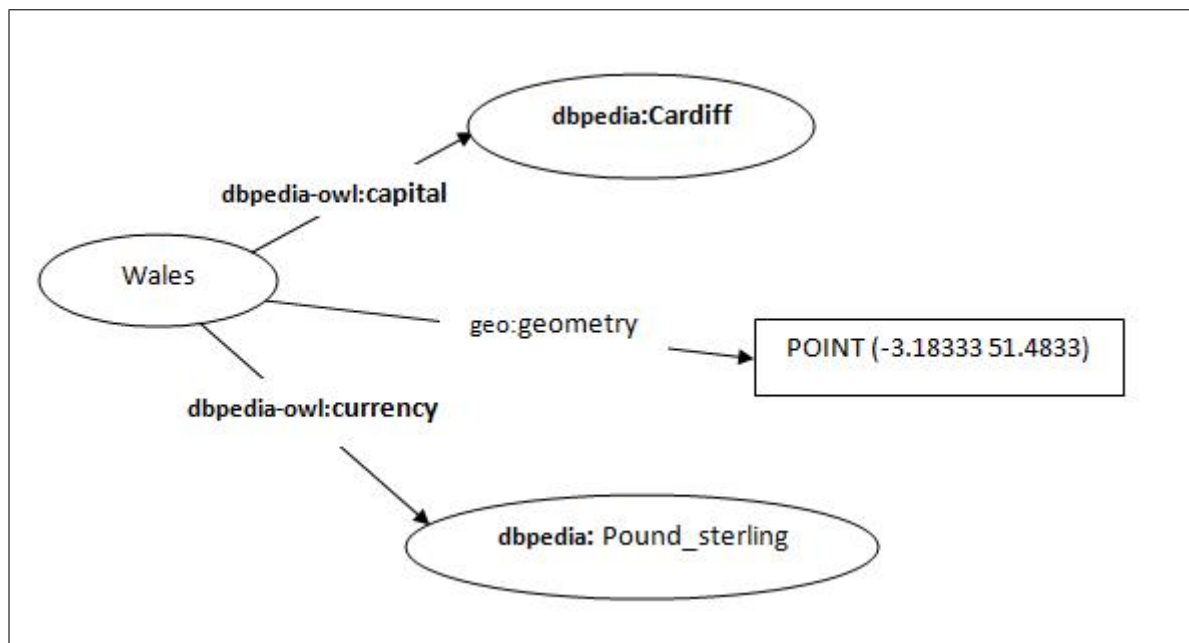 dbpedia:Cardiff
dbpedia-owl:capital
Wales
geo:geometry
POINT (-3.18333 51.4833)
dbpedia-owl:currency
dbpedia: Pound_sterling